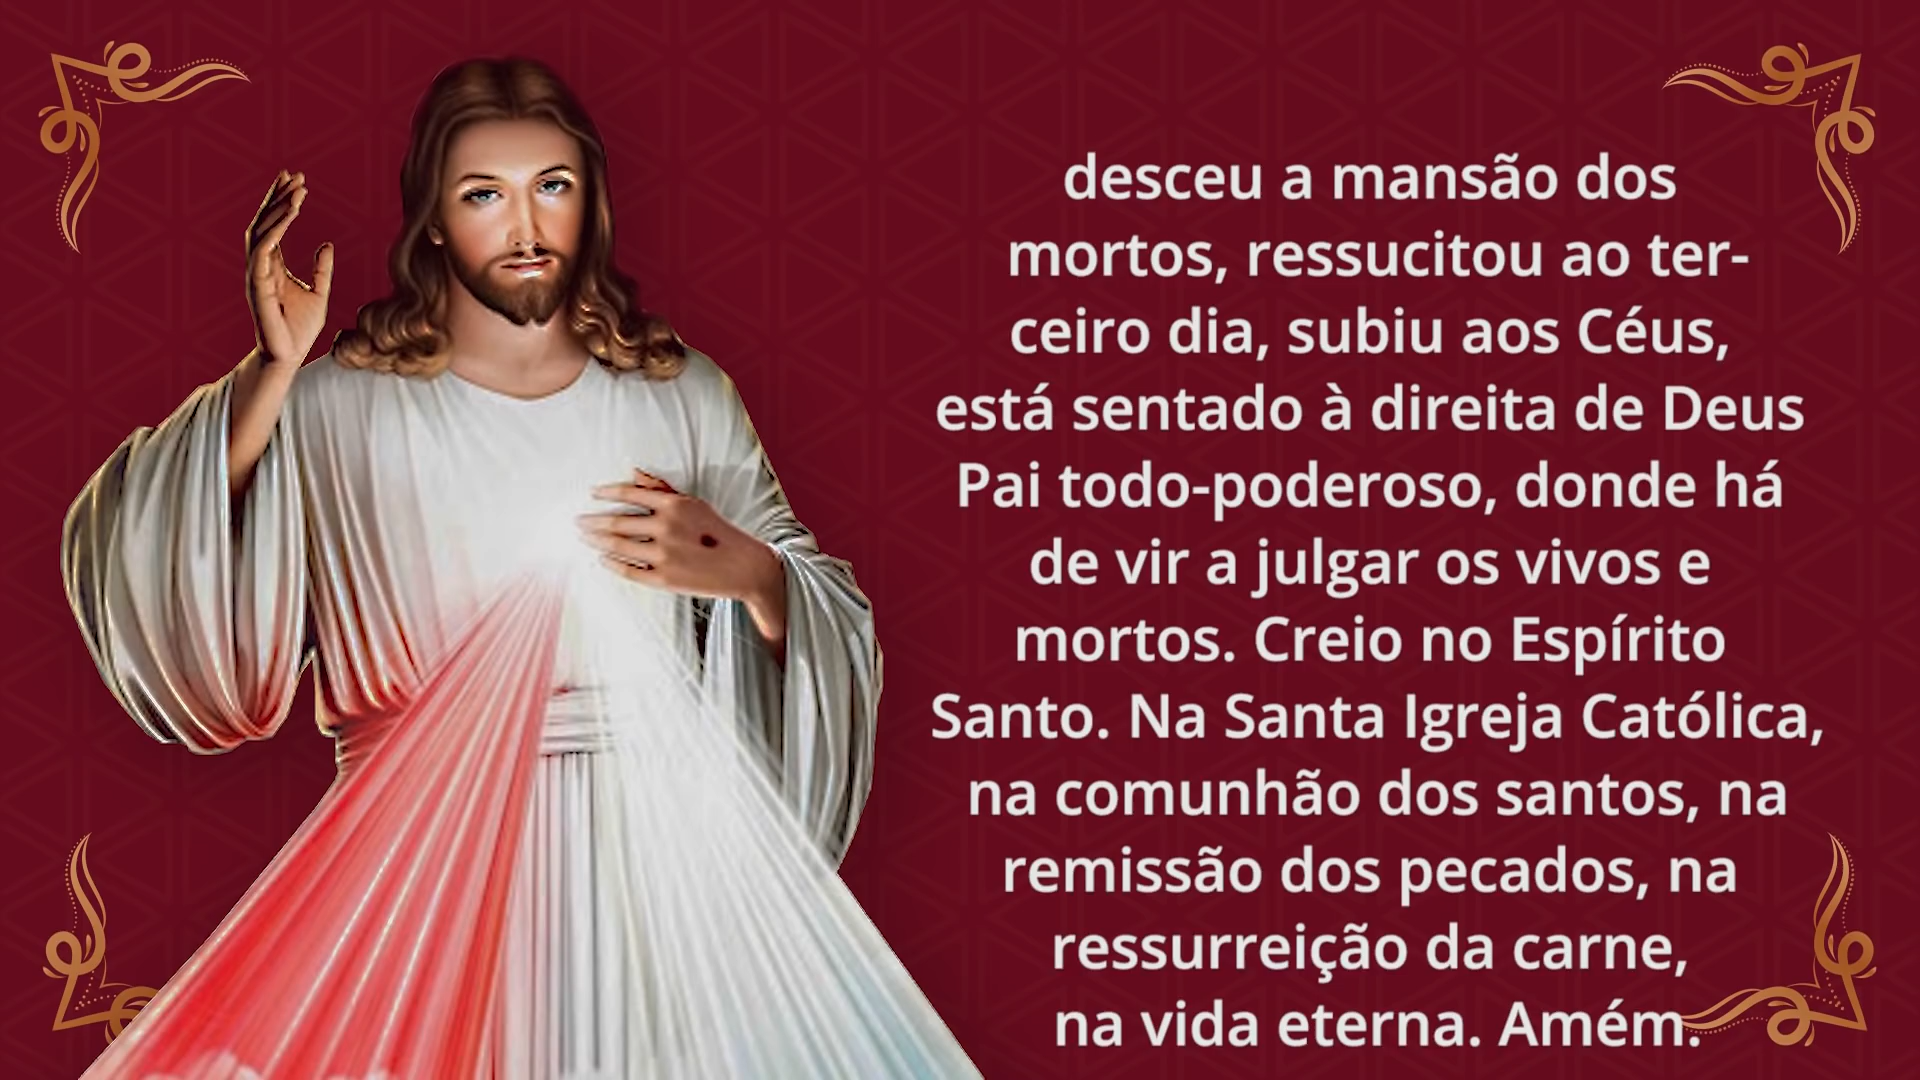 desceu a mansão dos
mortos, ressucitou ao ter-
ceiro dia, subiu aos Céus,
está sentado à direita de Deus
Pai todo-poderoso, donde há
de vir a julgar os vivos e
mortos. Creio no Espírito
Santo. Na Santa Igreja Católica,
na comunhão dos santos, na
remissão dos pecados, na
ressurreição da carne,
na vida eterna. Amém.